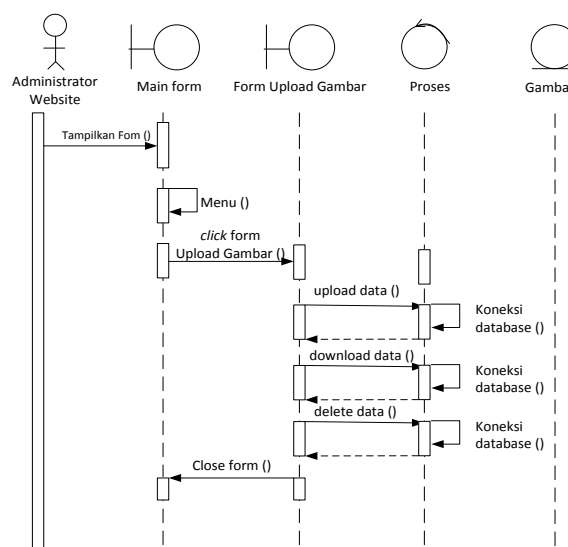 Administrator
Website
Main form
Form Upload Gambar
Proses
Gambar
Tampilkan Fom ()
Menu ()
click form
Upload Gambar ()
upload data ()
Koneksi
database ()
download data ()
Koneksi
database ()
delete data ()
Koneksi
database ()
Close form ()